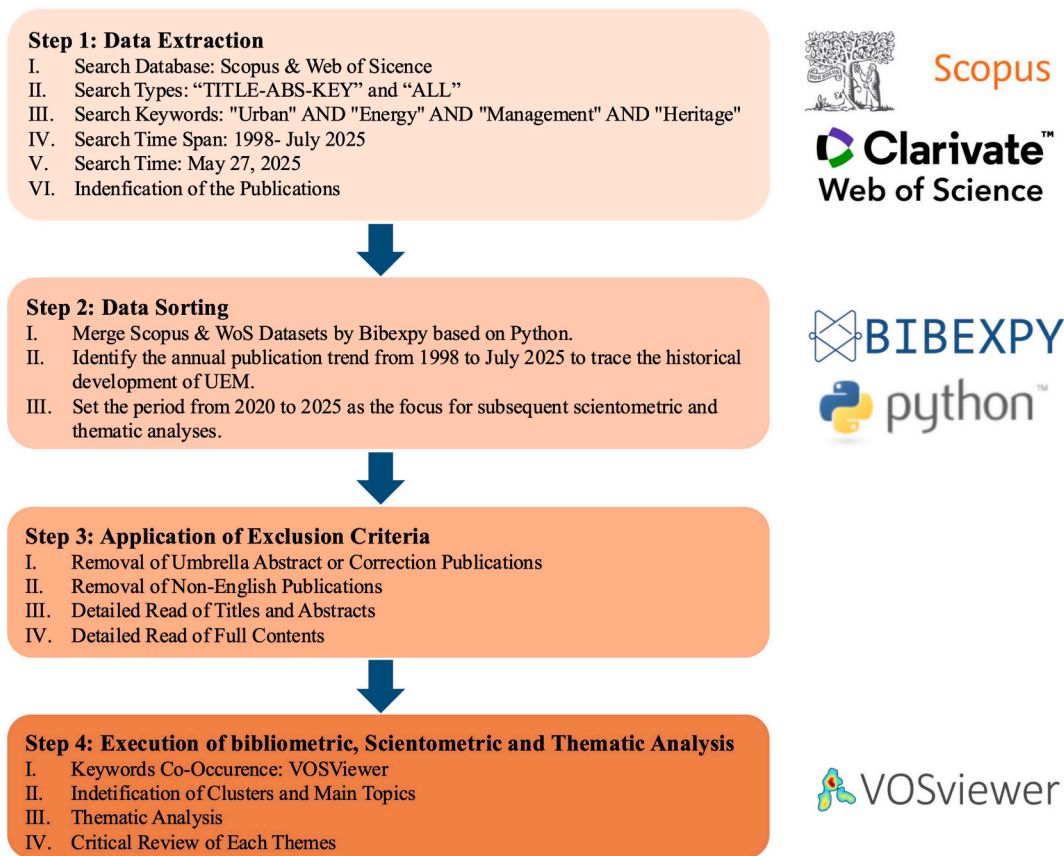 Step 1: Data Extraction
I. Search Database: Scopus & Web of Sicence
II. Search Types: “TITLE-ABS-KEY” and “ALL”
III. Search Keywords: "Urban" AND "Energy" AND "Management" AND "Heritage"
IV. Search Time Span: 1998- July 2025
V. Search Time: May 27, 2025
VI. Indenfication of the Publications
Scopus
Clarivate™
Web of Science
Step 2: Data Sorting
I. Merge Scopus & WoS Datasets by Bibexpy based on Python.
II. Identify the annual publication trend from 1998 to July 2025 to trace the historical
development of UEM.
III. Set the period from 2020 to 2025 as the focus for subsequent scientometric and
thematic analyses.
BIBEXPY
python™
Step 3: Application of Exclusion Criteria
I. Removal of Umbrella Abstract or Correction Publications
II. Removal of Non-English Publications
III. Detailed Read of Titles and Abstracts
IV. Detailed Read of Full Contents
Step 4: Execution of bibliometric, Scientometric and Thematic Analysis
I. Keywords Co-Occurence: VOSViewer
II. Indetification of Clusters and Main Topics
III. Thematic Analysis
IV. Critical Review of Each Themes
VOSviewer